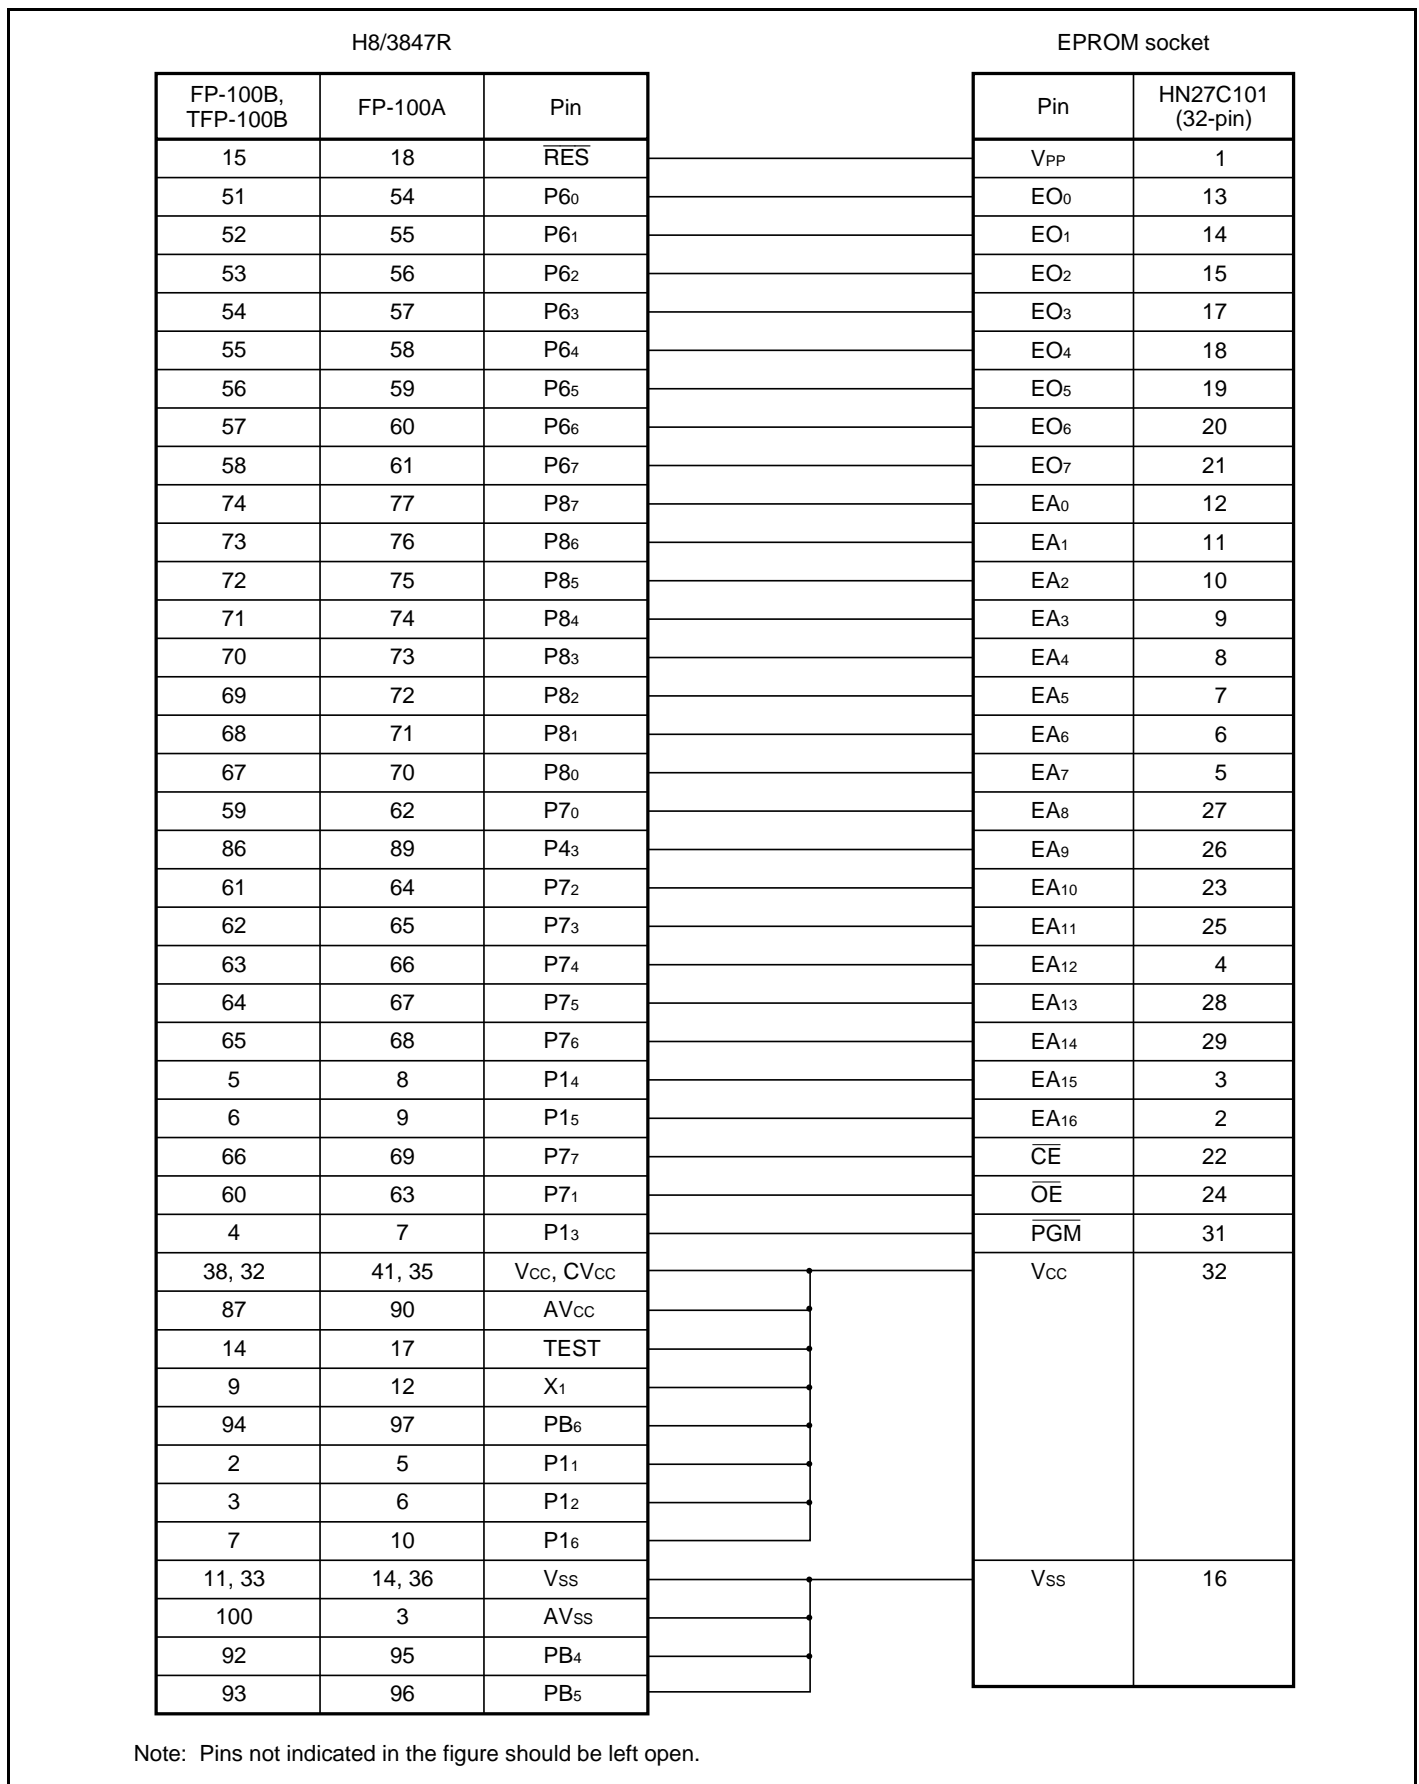 H8/3847R EPROM socket
FP-100B, TFP-100B FP-100A Pin Pin HN27C101 (32-pin)
15 18 R̅E̅S̅ VPP 1
51 54 P60 EO0 13
52 55 P61 EO1 14
53 56 P62 EO2 15
54 57 P63 EO3 17
55 58 P64 EO4 18
56 59 P65 EO5 19
57 60 P66 EO6 20
58 61 P67 EO7 21
74 77 P87 EA0 12
73 76 P86 EA1 11
72 75 P85 EA2 10
71 74 P84 EA3 9
70 73 P83 EA4 8
69 72 P82 EA5 7
68 71 P81 EA6 6
67 70 P80 EA7 5
59 62 P70 EA8 27
86 89 P43 EA9 26
61 64 P72 EA10 23
62 65 P73 EA11 25
63 66 P74 EA12 4
64 67 P75 EA13 28
65 68 P76 EA14 29
5 8 P14 EA15 3
6 9 P15 EA16 2
66 69 P77 C̅E̅ 22
60 63 P71 O̅E̅ 24
4 7 P13 P̅G̅M̅ 31
38, 32 41, 35 VCC, CVCC VCC 32
87 90 AVCC
14 17 TEST
9 12 X1
94 97 PB6
2 5 P11
3 6 P12
7 10 P16
11, 33 14, 36 VSS VSS 16
100 3 AVSS
92 95 PB4
93 96 PB5
Note: Pins not indicated in the figure should be left open.